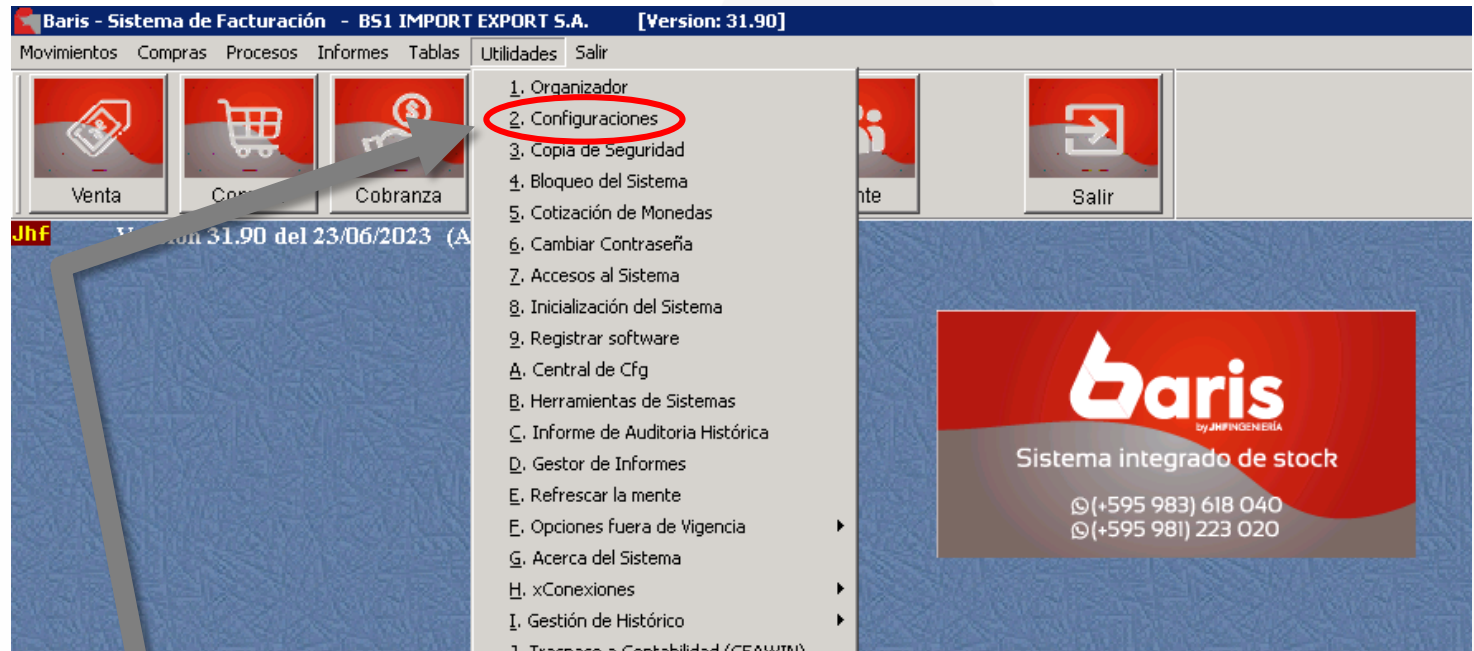 Baris - Sistema de Facturación - BS1 IMPORT EXPORT S.A. [Version: 31.90]
Movimientos Compras Procesos Informes Tablas Utilidades Salir
1. Organizador
2. Configuraciones
3. Copia de Seguridad
4. Bloqueo del Sistema
5. Cotización de Monedas
6. Cambiar Contraseña
7. Accesos al Sistema
8. Inicialización del Sistema
9. Registrar software
A. Central de Cfg
B. Herramientas de Sistemas
C. Informe de Auditoria Histórica
D. Gestor de Informes
E. Refrescar la mente
F. Opciones fuera de Vigencia
G. Acerca del Sistema
H. xConexiones
I. Gestión de Histórico
Venta Cobranza Salir
Jhf 31.90 del 23/06/2023 (A
baris
by JHF INGENIERÍA
Sistema integrado de stock
(+595 983) 618 040
(+595 981) 223 020